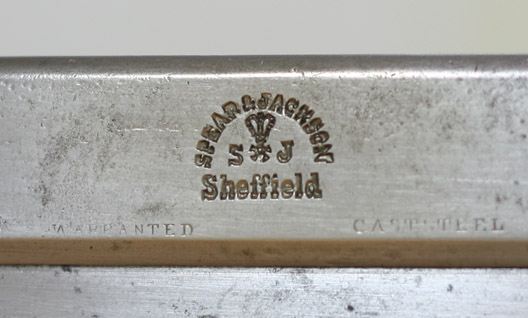 SPEAR & JACKSON
S J
Sheffield
WARRANTED CAST STEEL